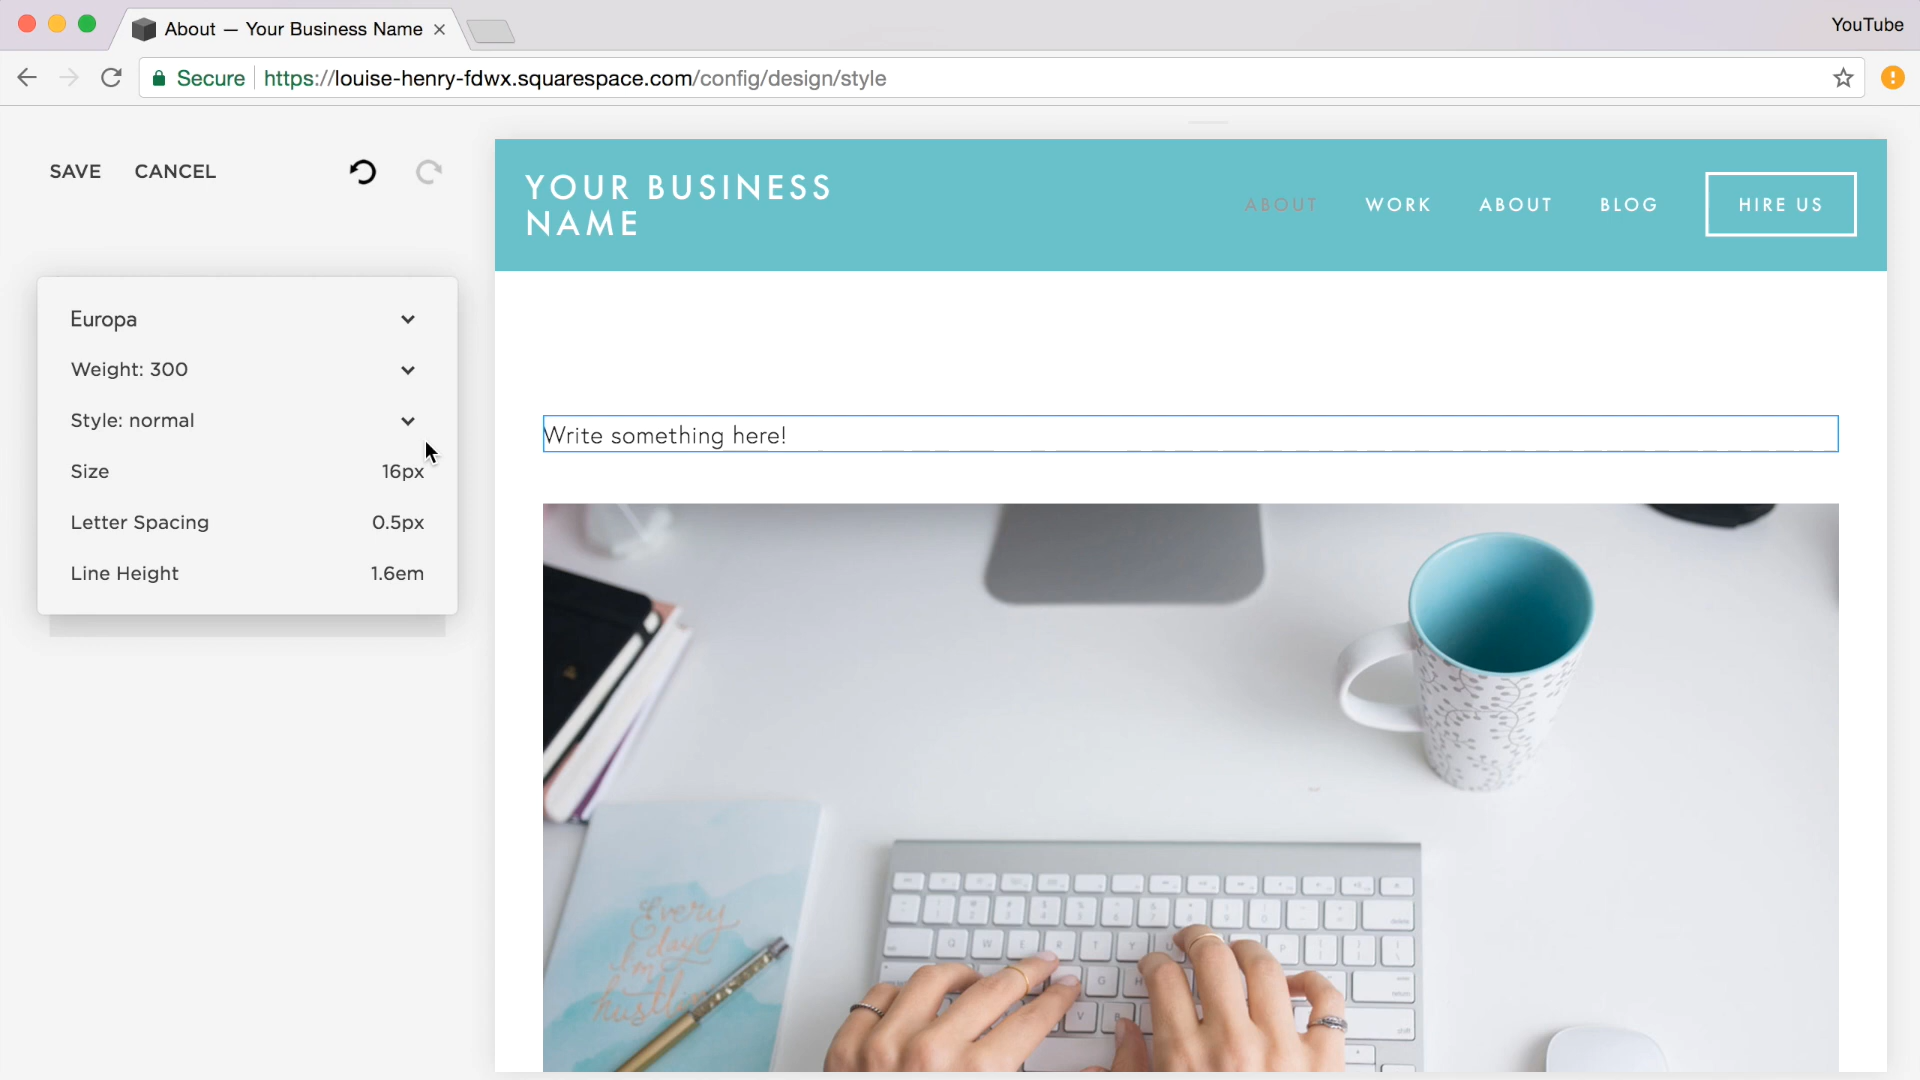 About — Your Business Name
YouTube
Secure https://louise-henry-fdwx.squarespace.com/config/design/style
SAVE CANCEL
YOUR BUSINESS
NAME
ABOUT WORK ABOUT BLOG HIRE US
Europa
Weight: 300
Style: normal
Size 16px
Letter Spacing 0.5px
Line Height 1.6em
Write something here!
Every
day
I'm